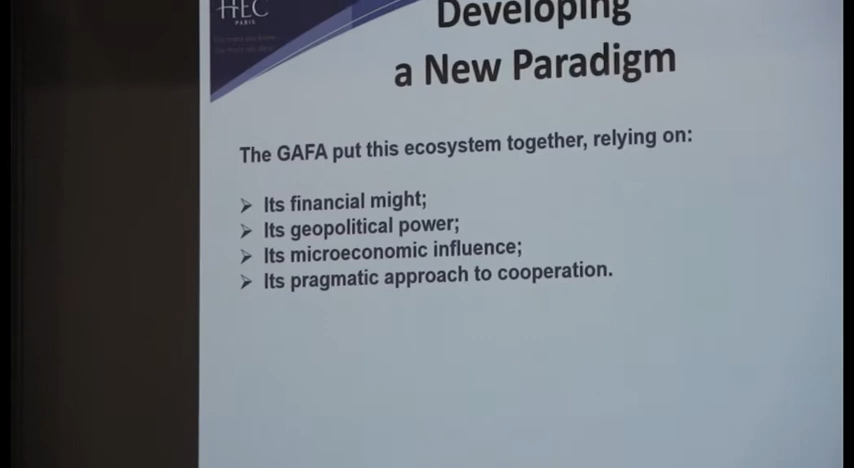 HEC
PARIS
Developing
a New Paradigm
The GAFA put this ecosystem together, relying on:
➢ Its financial might;
➢ Its geopolitical power;
➢ Its microeconomic influence;
➢ Its pragmatic approach to cooperation.